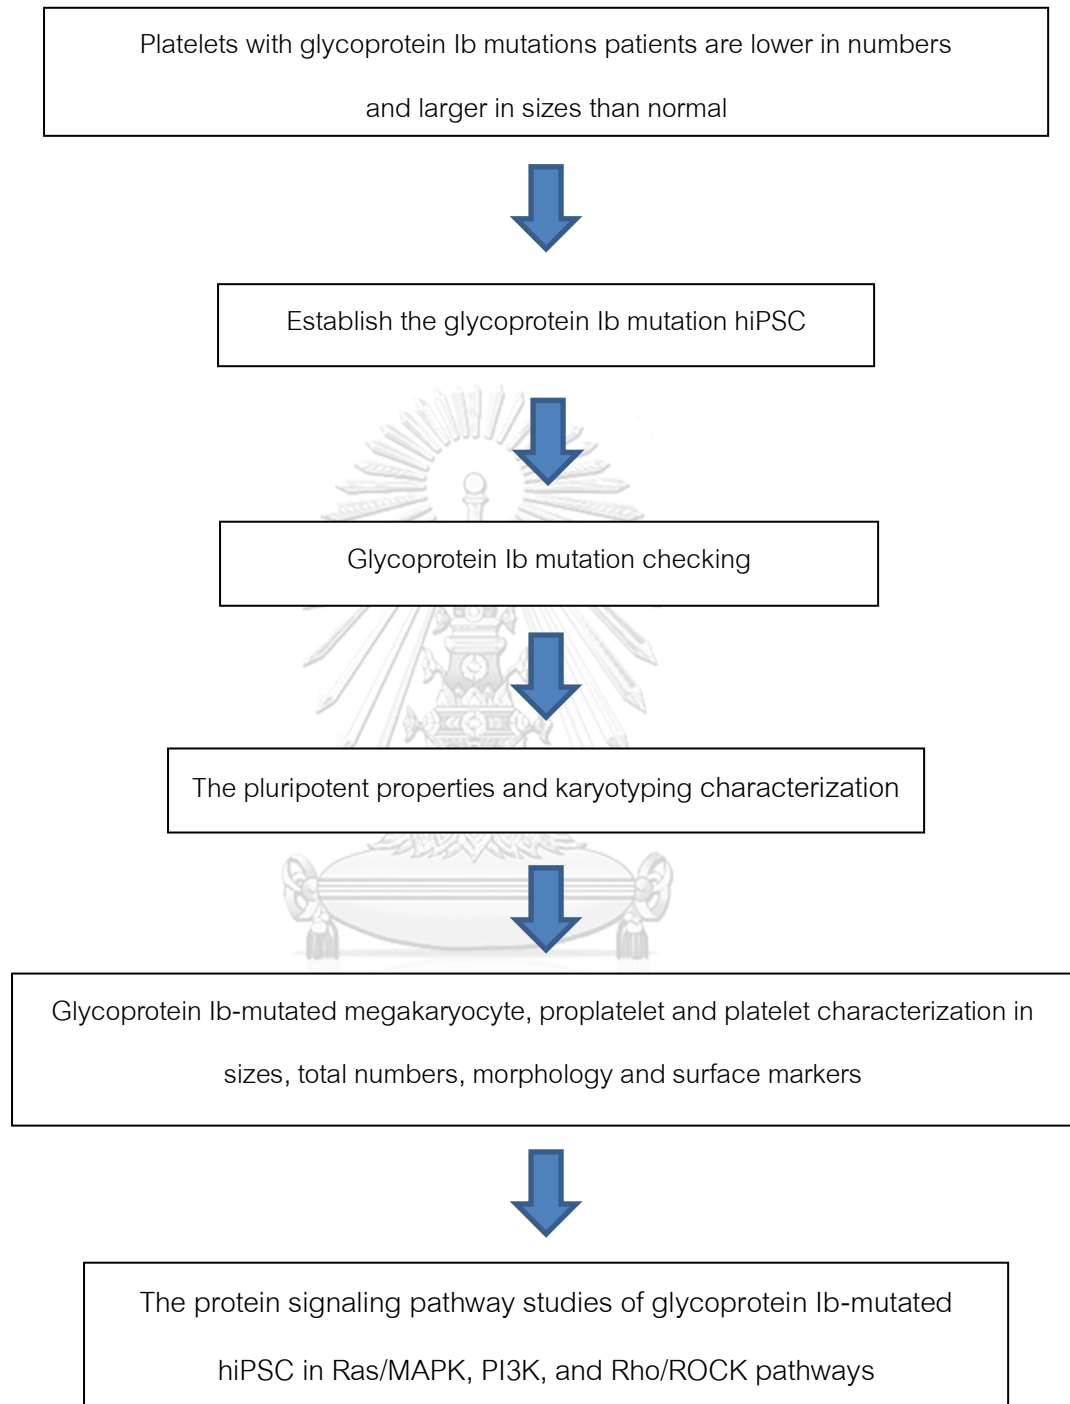 Platelets with glycoprotein Ib mutations patients are lower in numbers
and larger in sizes than normal
Establish the glycoprotein Ib mutation hiPSC
Glycoprotein Ib mutation checking
The pluripotent properties and karyotyping characterization
Glycoprotein Ib-mutated megakaryocyte, proplatelet and platelet characterization in
sizes, total numbers, morphology and surface markers
The protein signaling pathway studies of glycoprotein Ib-mutated
hiPSC in Ras/MAPK, PI3K, and Rho/ROCK pathways